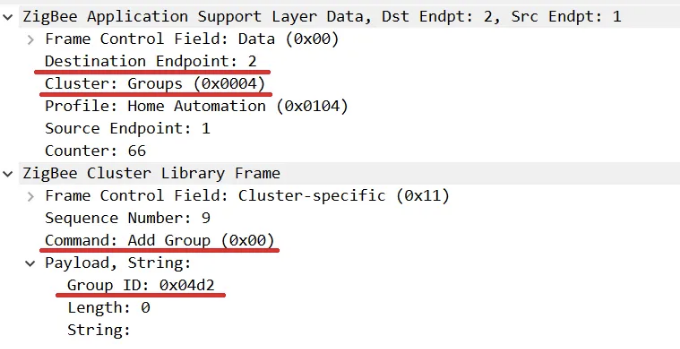 ZigBee Application Support Layer Data, Dst Endpt: 2, Src Endpt: 1
Frame Control Field: Data (0x00)
Destination Endpoint: 2
Cluster: Groups (0x0004)
Profile: Home Automation (0x0104)
Source Endpoint: 1
Counter: 66
ZigBee Cluster Library Frame
Frame Control Field: Cluster-specific (0x11)
Sequence Number: 9
Command: Add Group (0x00)
Payload, String:
Group ID: 0x04d2
Length: 0
String: